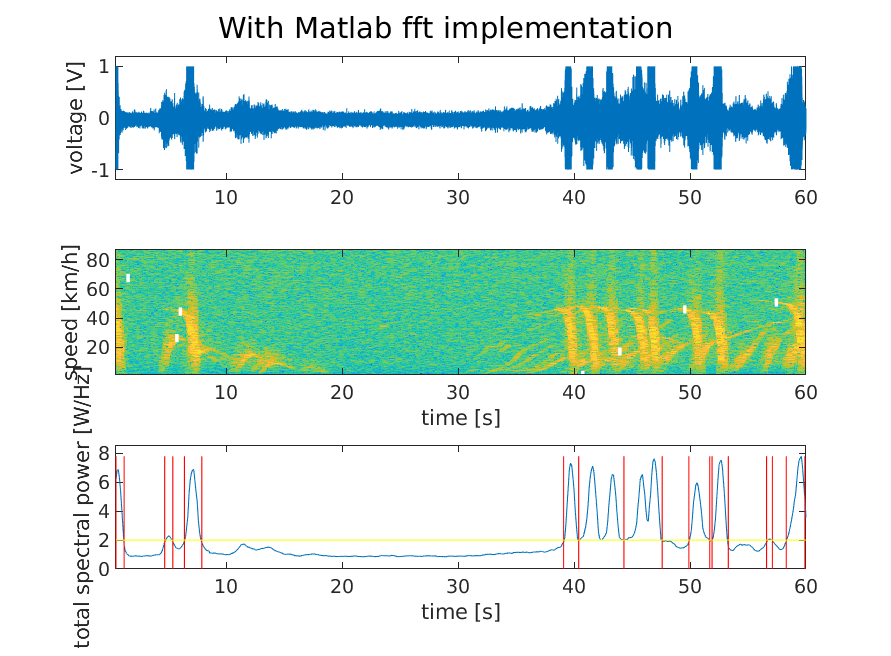 With Matlab fft implementation
voltage [V]
1
0
-1
10 20 30 40 50 60
speed [km/h]
80
60
40
20
10 20 30 40 50 60
time [s]
total spectral power [W/Hz]
8
6
4
2
0
10 20 30 40 50 60
time [s]